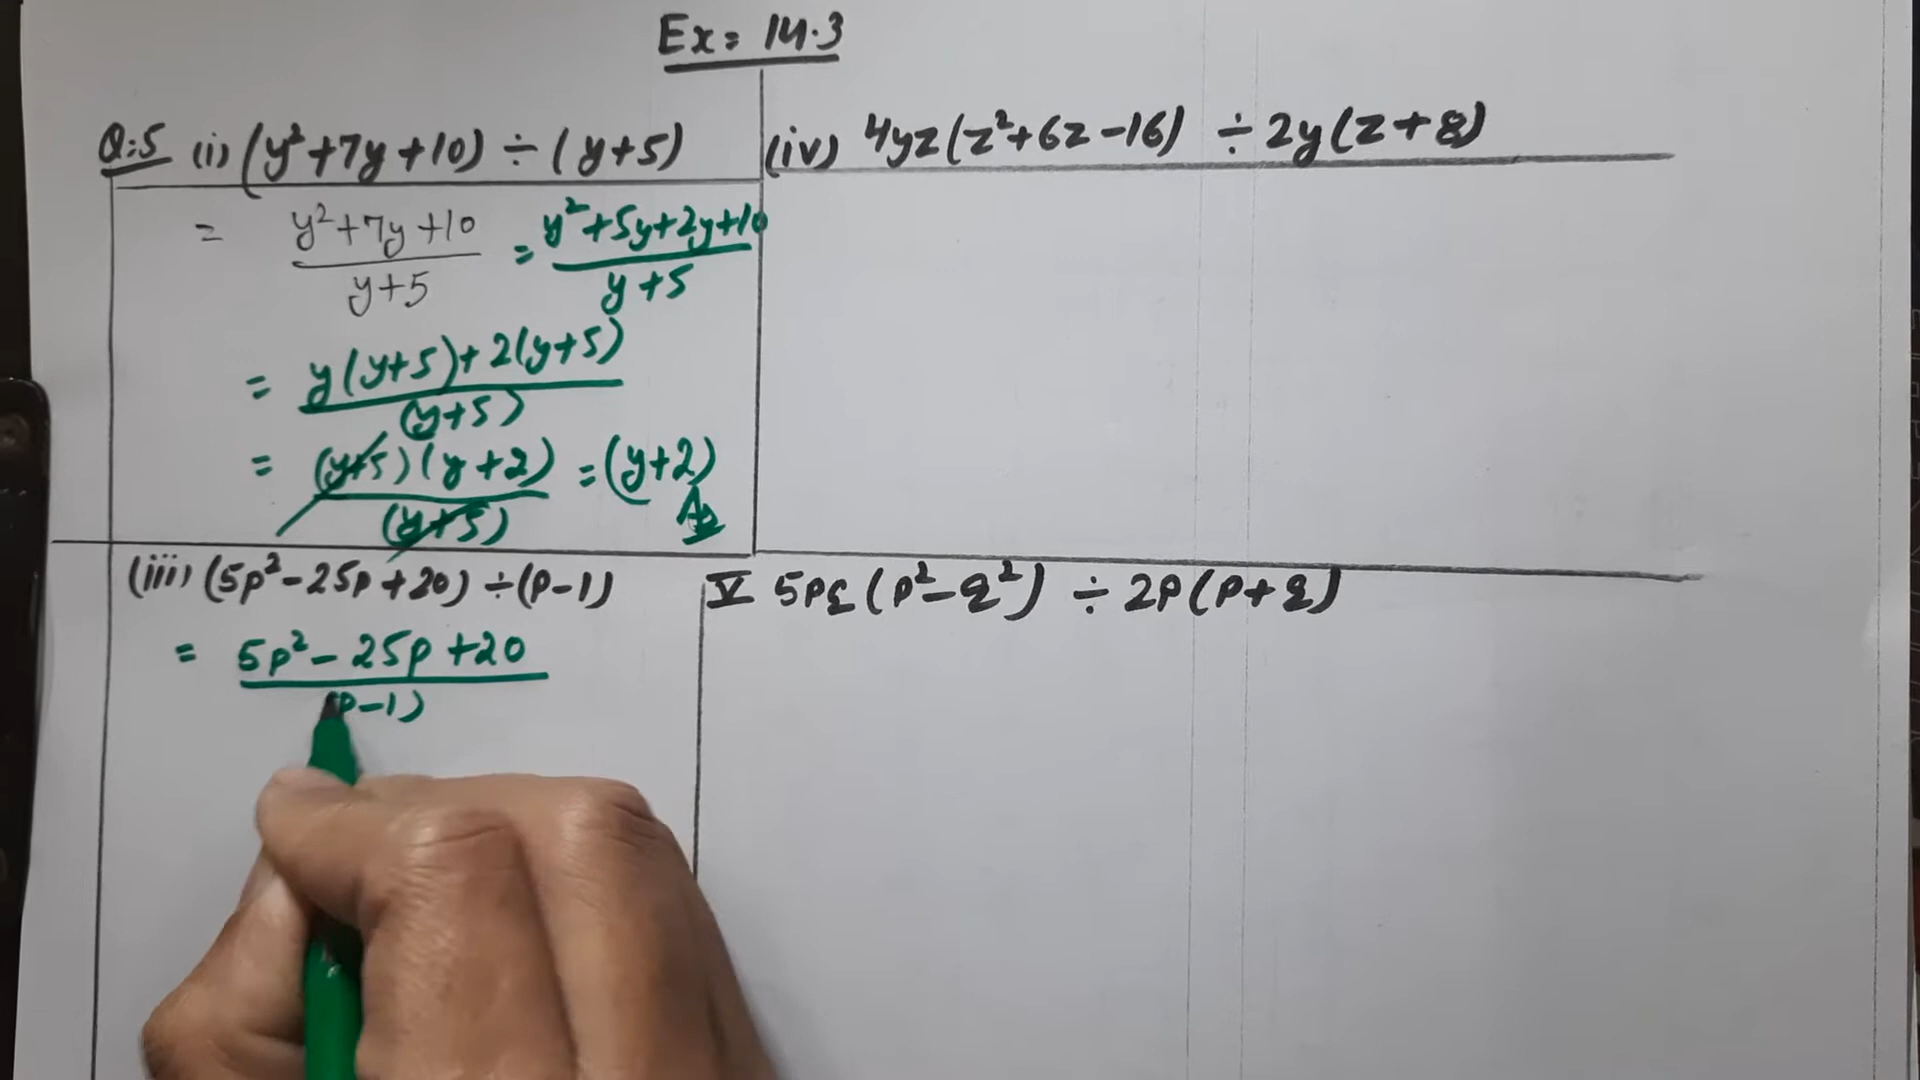 Ex= 14.3
Q:5 (i) (y²+7y+10) ÷ (y+5)
= y²+7y+10 / y+5 = y²+5y+2y+10 / y+5
= y(y+5)+2(y+5) / (y+5)
= (y+5)(y+2) / (y+5) = (y+2)
(iv) 4yz(z²+6z-16) ÷ 2y(z+8)
(iii) (5p²-25p+20) ÷ (p-1)
= 5p²-25p+20 / (p-1)
V 5pq(p²-q²) ÷ 2p(p+q)